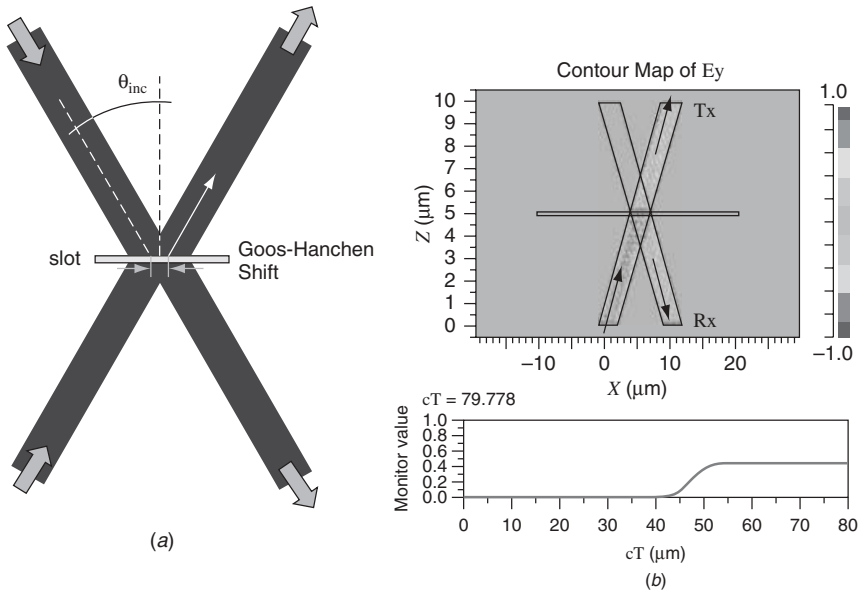 θinc
slot
Goos-Hanchen
Shift
(a)
Contour Map of Ey
1.0
10
9
8
7
6
5
4
3
2
1
0
Z (μm)
Tx
Rx
−1.0
−10
0
10
20
X (μm)
cT = 79.778
1.0
0.8
0.6
0.4
0.2
0.0
Monitor value
0
10
20
30
40
50
60
70
80
cT (μm)
(b)